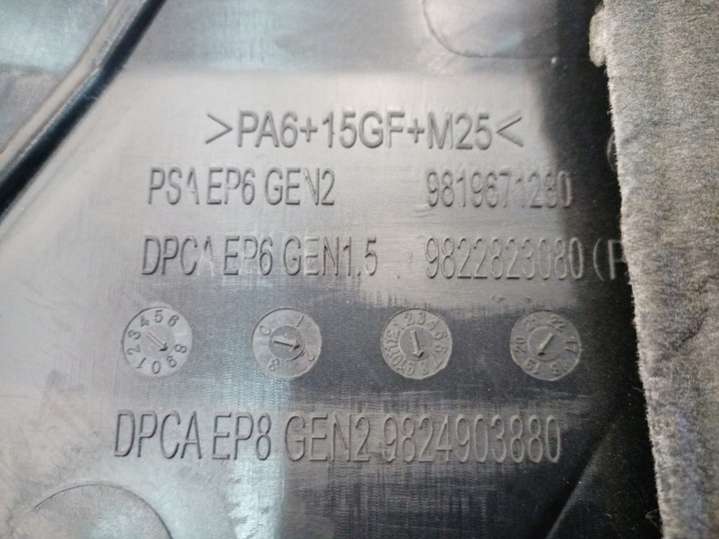 >PA6+15GF+M25<
PSA EP6 GEN2 9819671280
DPCA EP6 GEN1.5 9822823080 (P
DPCA EP8 GEN2 9824903880